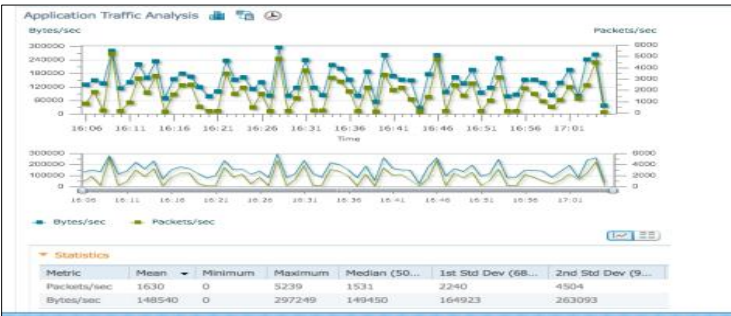 Application Traffic Analysis
Bytes/sec Packets/sec
300000 6000
240000 5000
180000 4000
120000 3000
60000 2000
0 1000
0
16:06 16:11 16:16 16:21 16:26 16:31 16:36 16:41 16:46 16:51 16:56 17:01
Time
300000 6000
200000 4000
100000 2000
0 0
16:06 16:11 16:16 16:21 16:26 16:31 16:36 16:41 16:46 16:51 16:56 17:01
Bytes/sec Packets/sec
Statistics
Metric Mean Minimum Maximum Median (50... 1st Std Dev (68... 2nd Std Dev (9...
Packets/sec 1630 0 5239 1531 2240 4504
Bytes/sec 148540 0 297249 149450 164923 263093